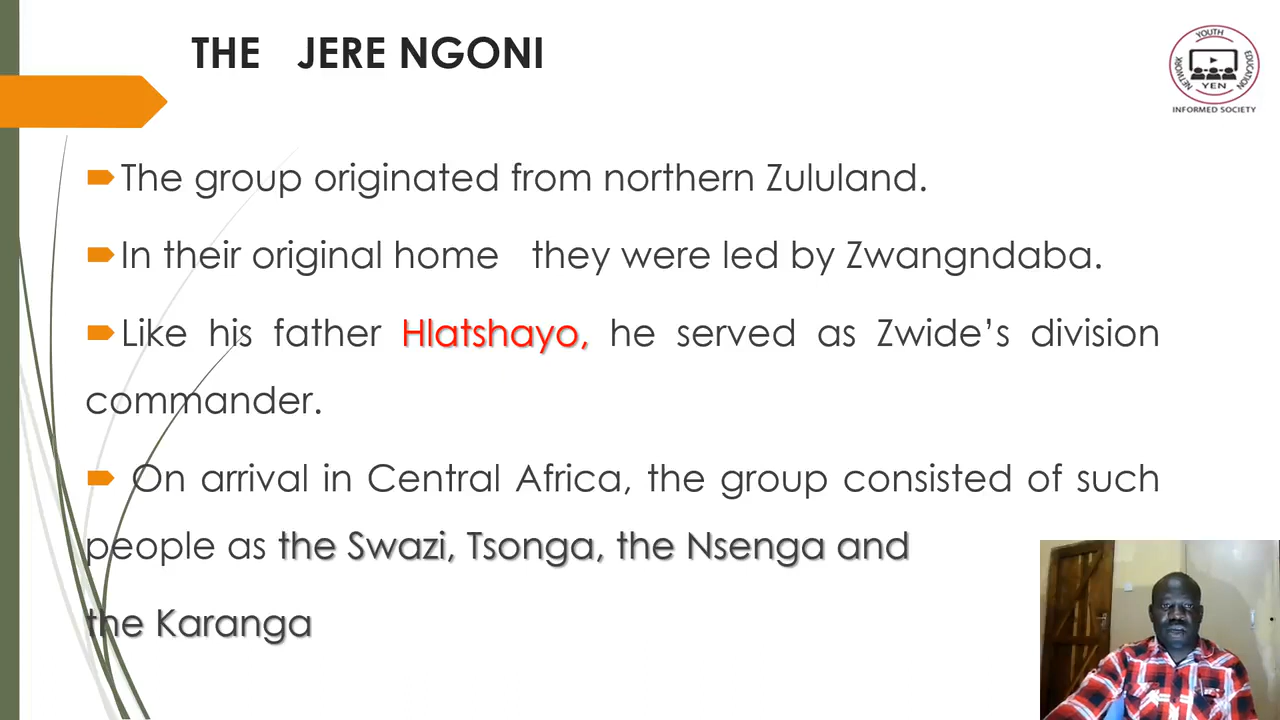 THE JERE NGONI
YOUTH
EDUCATION
NETWORK
YEN
INFORMED SOCIETY
The group originated from northern Zululand.
In their original home they were led by Zwangndaba.
Like his father Hlatshayo, he served as Zwide’s division
commander.
On arrival in Central Africa, the group consisted of such
people as the Swazi, Tsonga, the Nsenga and
the Karanga